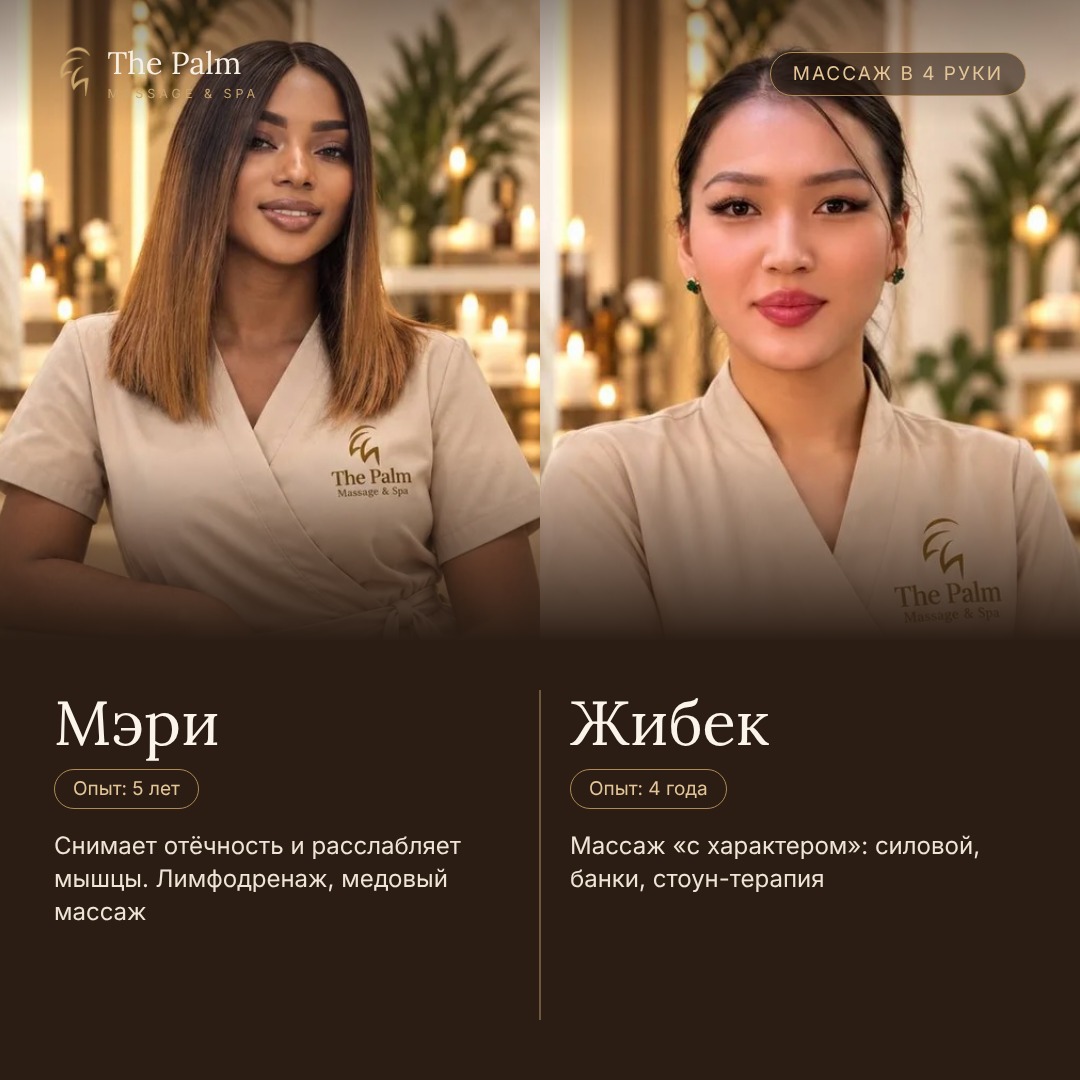 The Palm
MASSAGE & SPA
МАССАЖ В 4 РУКИ
The Palm
Massage & Spa
The Palm
Massage & Spa
Мэри
Опыт: 5 лет
Снимает отёчность и расслабляет
мышцы. Лимфодренаж, медовый
массаж
Жибек
Опыт: 4 года
Массаж «с характером»: силовой,
банки, стоун-терапия